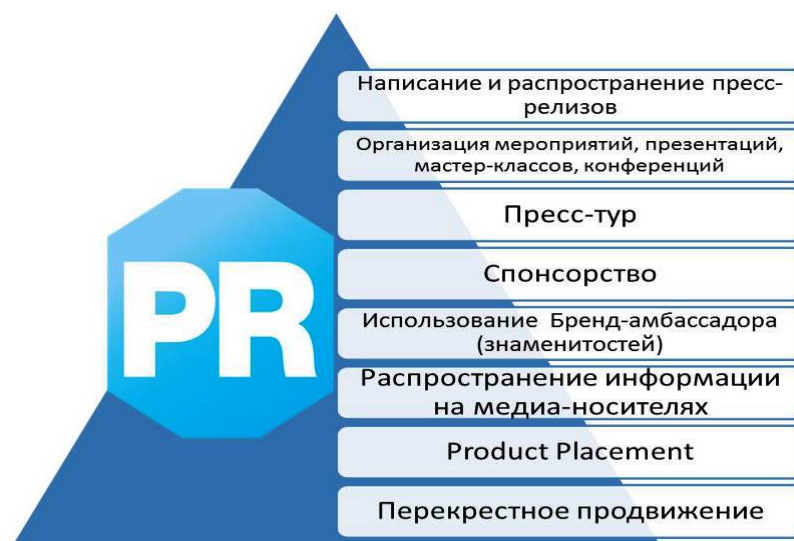 PR
Написание и распространение пресс-
релизов
Организация мероприятий, презентаций,
мастер-классов, конференций
Пресс-тур
Спонсорство
Использование Бренд-амбассадора
(знаменитостей)
Распространение информации
на медиа-носителях
Product Placement
Перекрестное продвижение